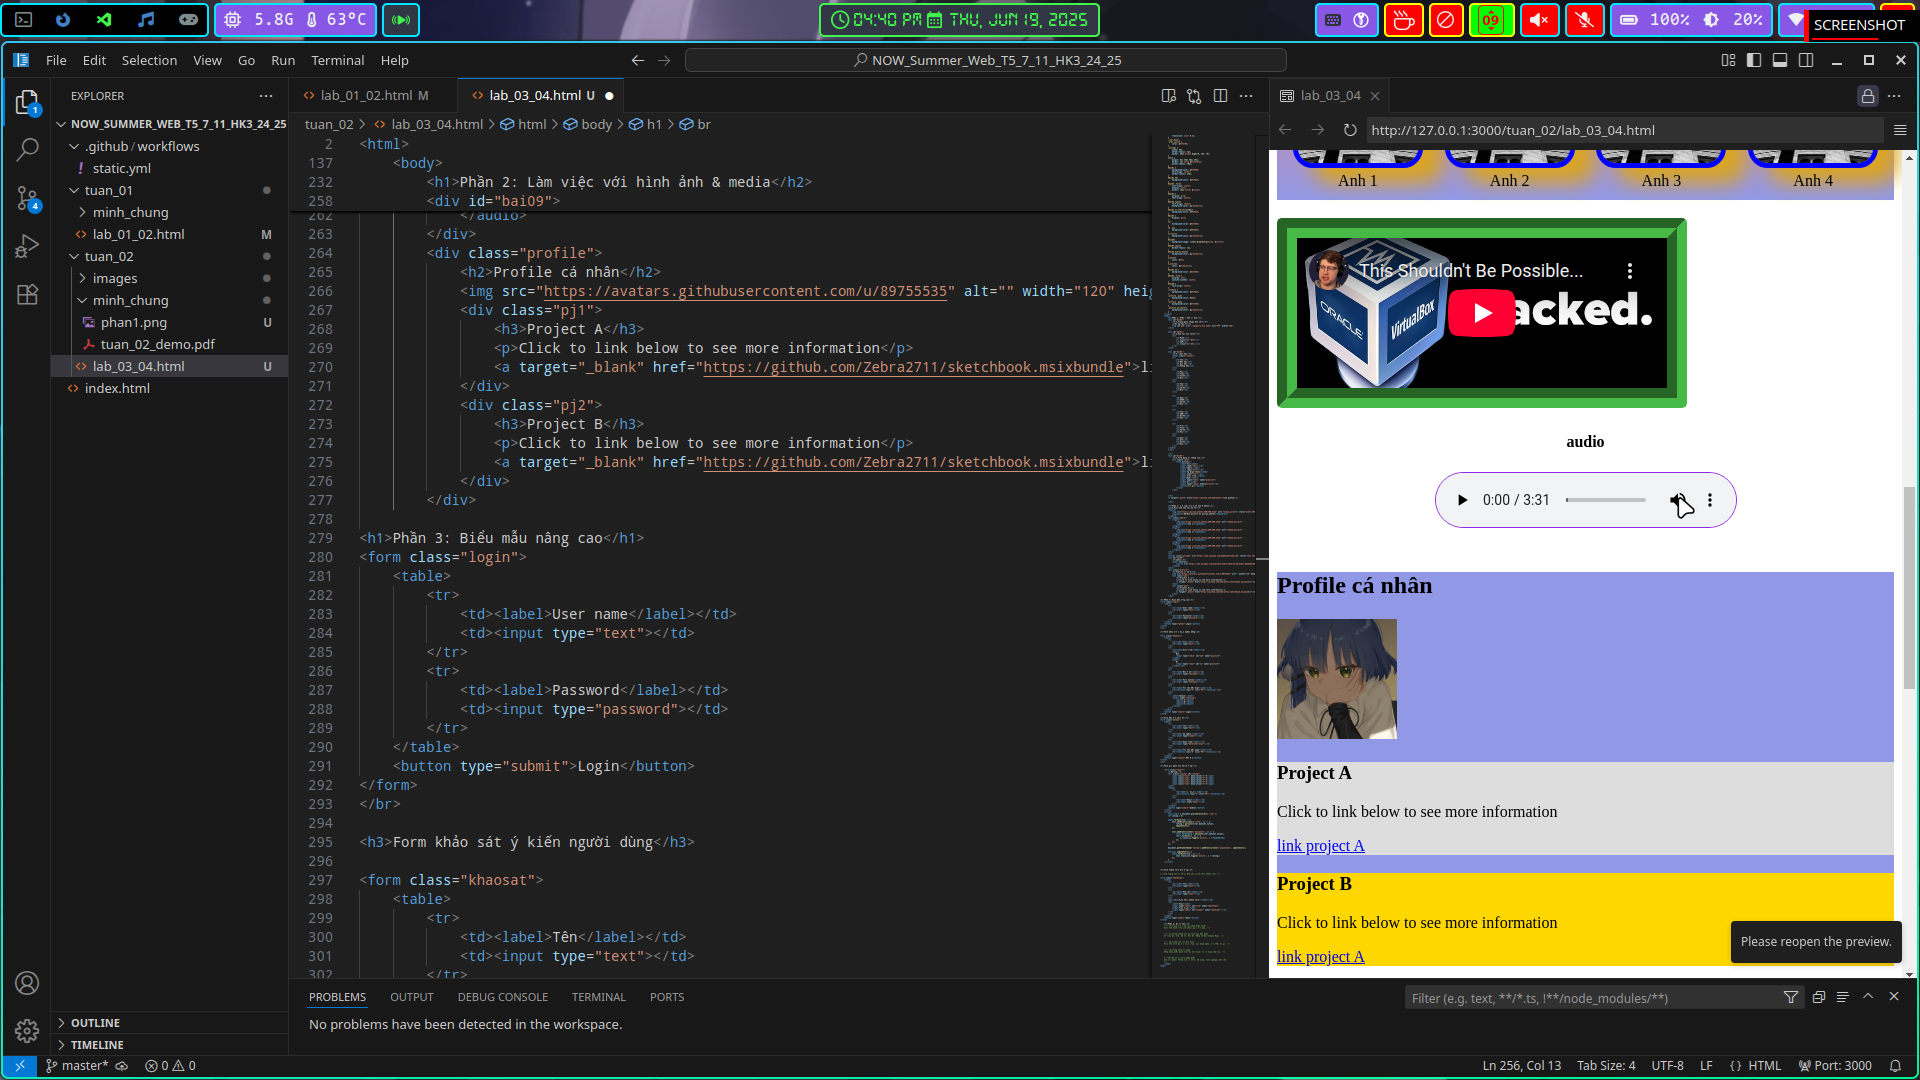 5.8G 63°C
04:40 PM THU, JUN 19, 2025
09
100% 20%
SCREENSHOT
File Edit Selection View Go Run Terminal Help
NOW_Summer_Web_T5_7_11_HK3_24_25
EXPLORER
NOW_SUMMER_WEB_T5_7_11_HK3_24_25
.github / workflows
static.yml
tuan_01
minh_chung
lab_01_02.html M
tuan_02
images
minh_chung
phan1.png U
tuan_02_demo.pdf
lab_03_04.html U
index.html
OUTLINE
TIMELINE
1
4
lab_01_02.html M
lab_03_04.html U
tuan_02 > lab_03_04.html > html > body > h1 > br
2 <html>
137 <body>
232 <h1>Phần 2: Làm việc với hình ảnh & media</h2>
258 <div id="bai09">
262 </audio>
263 </div>
264 <div class="profile">
265 <h2>Profile cá nhân</h2>
266 <img src="https://avatars.githubusercontent.com/u/89755535" alt="" width="120" heig
267 <div class="pj1">
268 <h3>Project A</h3>
269 <p>Click to link below to see more information</p>
270 <a target="_blank" href="https://github.com/Zebra2711/sketchbook.msixbundle">li
271 </div>
272 <div class="pj2">
273 <h3>Project B</h3>
274 <p>Click to link below to see more information</p>
275 <a target="_blank" href="https://github.com/Zebra2711/sketchbook.msixbundle">li
276 </div>
277 </div>
278
279 <h1>Phần 3: Biểu mẫu nâng cao</h1>
280 <form class="login">
281 <table>
282 <tr>
283 <td><label>User name</label></td>
284 <td><input type="text"></td>
285 </tr>
286 <tr>
287 <td><label>Password</label></td>
288 <td><input type="password"></td>
289 </tr>
290 </table>
291 <button type="submit">Login</button>
292 </form>
293 </br>
294
295 <h3>Form khảo sát ý kiến người dùng</h3>
296
297 <form class="khaosat">
298 <table>
299 <tr>
300 <td><label>Tên</label></td>
301 <td><input type="text"></td>
302 </tr>
lab_03_04
http://127.0.0.1:3000/tuan_02/lab_03_04.html
Anh 1 Anh 2 Anh 3 Anh 4
This Shouldn't Be Possible...
ORACLE VirtualBox
acked.
audio
0:00 / 3:31
Profile cá nhân
Project A
Click to link below to see more information
link project A
Project B
Click to link below to see more information
link project A
Please reopen the preview.
PROBLEMS OUTPUT DEBUG CONSOLE TERMINAL PORTS
Filter (e.g. text, **/*.ts, !**/node_modules/**)
No problems have been detected in the workspace.
master* 0 0
Ln 256, Col 13 Tab Size: 4 UTF-8 LF {} HTML Port: 3000